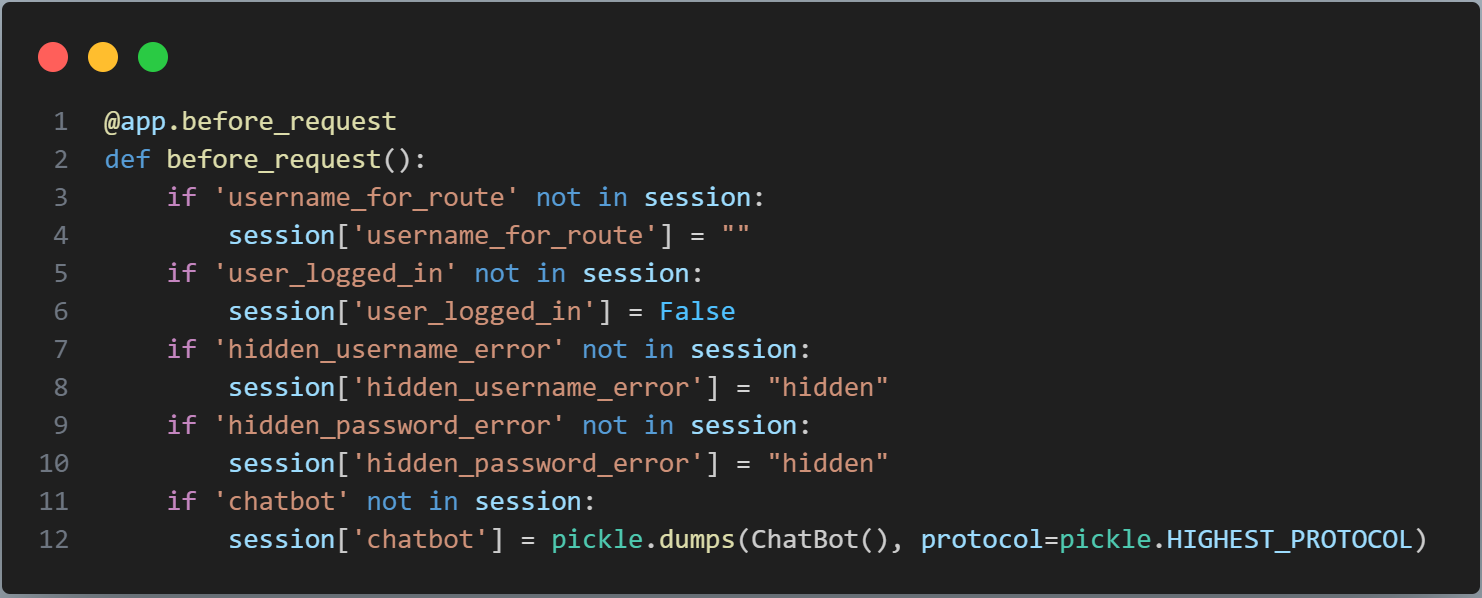 1 @app.before_request
2 def before_request():
3     if 'username_for_route' not in session:
4         session['username_for_route'] = ""
5     if 'user_logged_in' not in session:
6         session['user_logged_in'] = False
7     if 'hidden_username_error' not in session:
8         session['hidden_username_error'] = "hidden"
9     if 'hidden_password_error' not in session:
10         session['hidden_password_error'] = "hidden"
11     if 'chatbot' not in session:
12         session['chatbot'] = pickle.dumps(ChatBot(), protocol=pickle.HIGHEST_PROTOCOL)